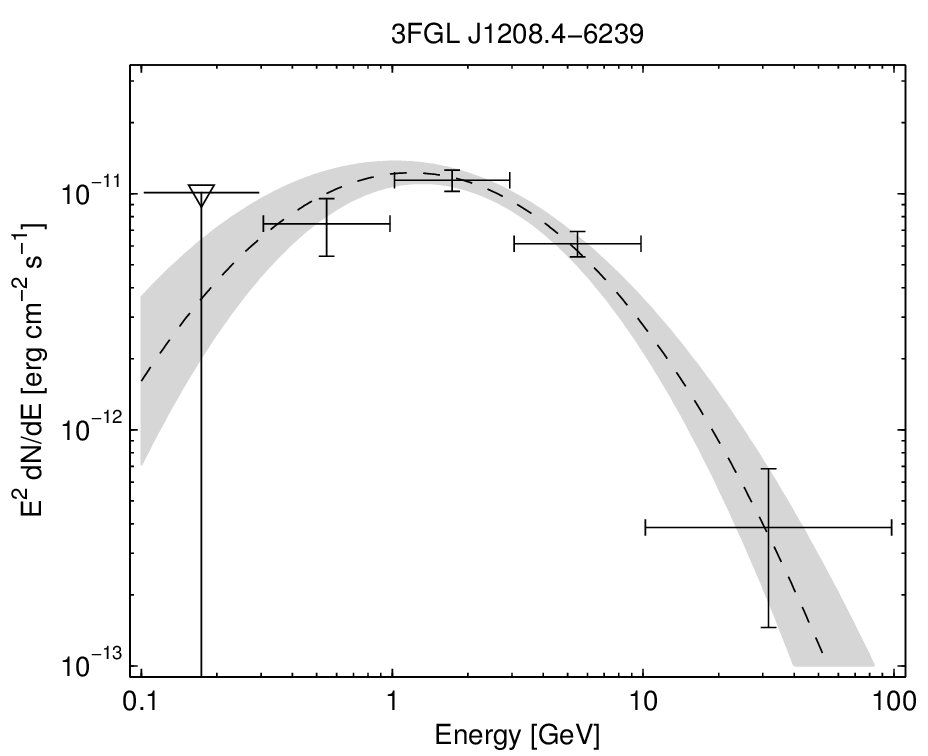 3FGL J1208.4−6239
10⁻¹¹
10⁻¹²
10⁻¹³
E² dN/dE [erg cm⁻² s⁻¹]
0.1 1 10 100
Energy [GeV]